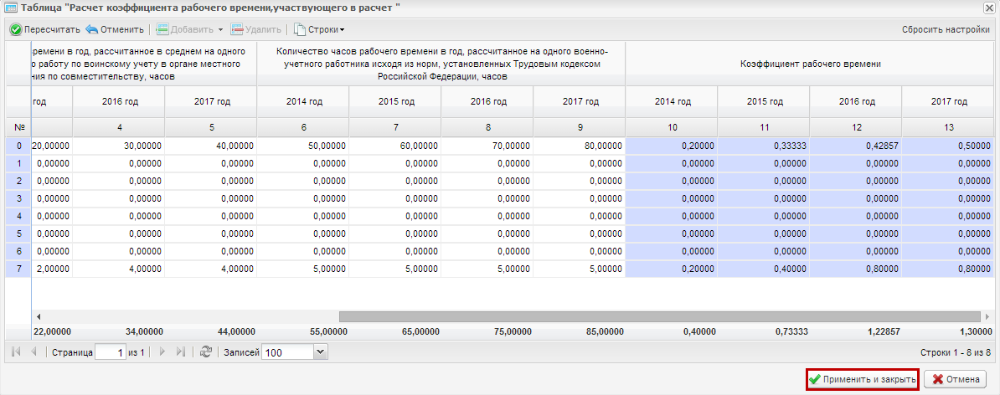 Таблица "Расчет коэффициента рабочего времени,участвующего в расчет "
Пересчитать Отменить Добавить Удалить Строки Сбросить настройки
ремени в год, рассчитанное в среднем на одного
о работу по воинскому учету в органе местного
ния по совместительству, часов
Количество часов рабочего времени в год, рассчитанное на одного военно-
учетного работника исходя из норм, установленных Трудовым кодексом
Российской Федерации, часов
Коэффициент рабочего времени
год 2016 год 2017 год 2014 год 2015 год 2016 год 2017 год 2014 год 2015 год 2016 год 2017 год
№ 4 5 6 7 8 9 10 11 12 13
0 20,00000 30,00000 40,00000 50,00000 60,00000 70,00000 80,00000 0,20000 0,33333 0,42857 0,50000
1 0,00000 0,00000 0,00000 0,00000 0,00000 0,00000 0,00000 0,00000 0,00000 0,00000 0,00000
2 0,00000 0,00000 0,00000 0,00000 0,00000 0,00000 0,00000 0,00000 0,00000 0,00000 0,00000
3 0,00000 0,00000 0,00000 0,00000 0,00000 0,00000 0,00000 0,00000 0,00000 0,00000 0,00000
4 0,00000 0,00000 0,00000 0,00000 0,00000 0,00000 0,00000 0,00000 0,00000 0,00000 0,00000
5 0,00000 0,00000 0,00000 0,00000 0,00000 0,00000 0,00000 0,00000 0,00000 0,00000 0,00000
6 0,00000 0,00000 0,00000 0,00000 0,00000 0,00000 0,00000 0,00000 0,00000 0,00000 0,00000
7 2,00000 4,00000 4,00000 5,00000 5,00000 5,00000 5,00000 0,20000 0,40000 0,80000 0,80000
22,00000 34,00000 44,00000 55,00000 65,00000 75,00000 85,00000 0,40000 0,73333 1,22857 1,30000
Страница 1 из 1 Записей 100 Строки 1 - 8 из 8
Применить и закрыть Отмена